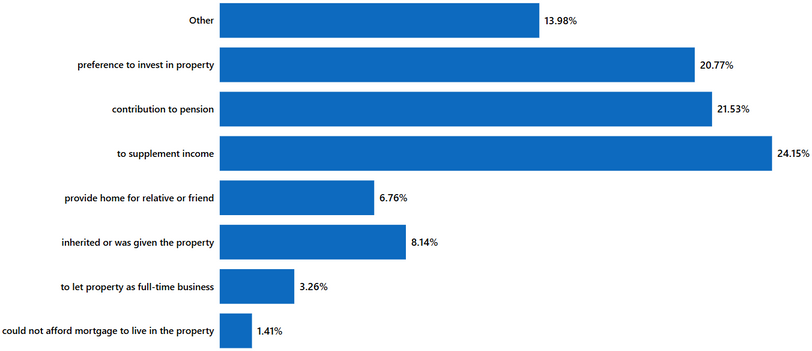 Other 13.98%
preference to invest in property 20.77%
contribution to pension 21.53%
to supplement income 24.15%
provide home for relative or friend 6.76%
inherited or was given the property 8.14%
to let property as full-time business 3.26%
could not afford mortgage to live in the property 1.41%